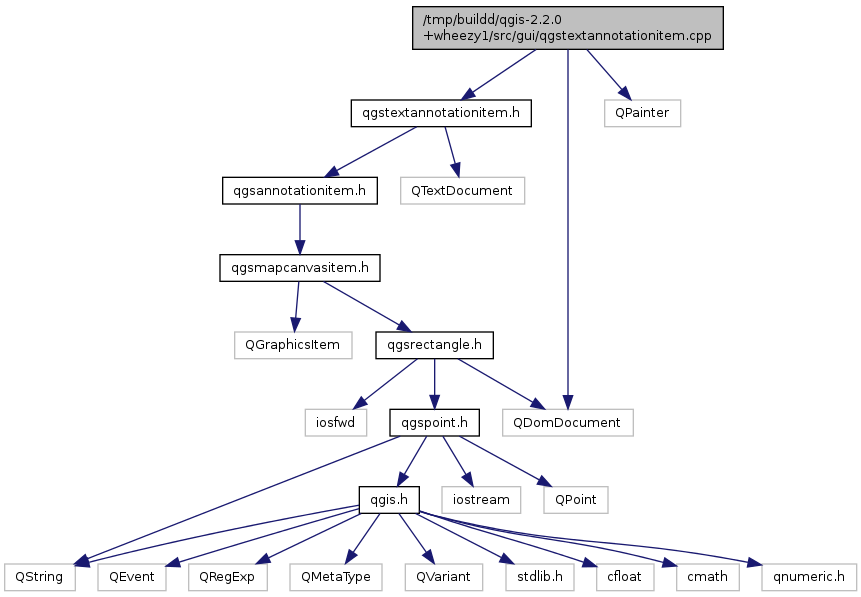 /tmp/buildd/qgis-2.2.0
+wheezy1/src/gui/qgstextannotationitem.cpp
qgstextannotationitem.h
QPainter
qgsannotationitem.h
QTextDocument
qgsmapcanvasitem.h
QGraphicsItem
qgsrectangle.h
iosfwd
qgspoint.h
QDomDocument
qgis.h
iostream
QPoint
QString
QEvent
QRegExp
QMetaType
QVariant
stdlib.h
cfloat
cmath
qnumeric.h